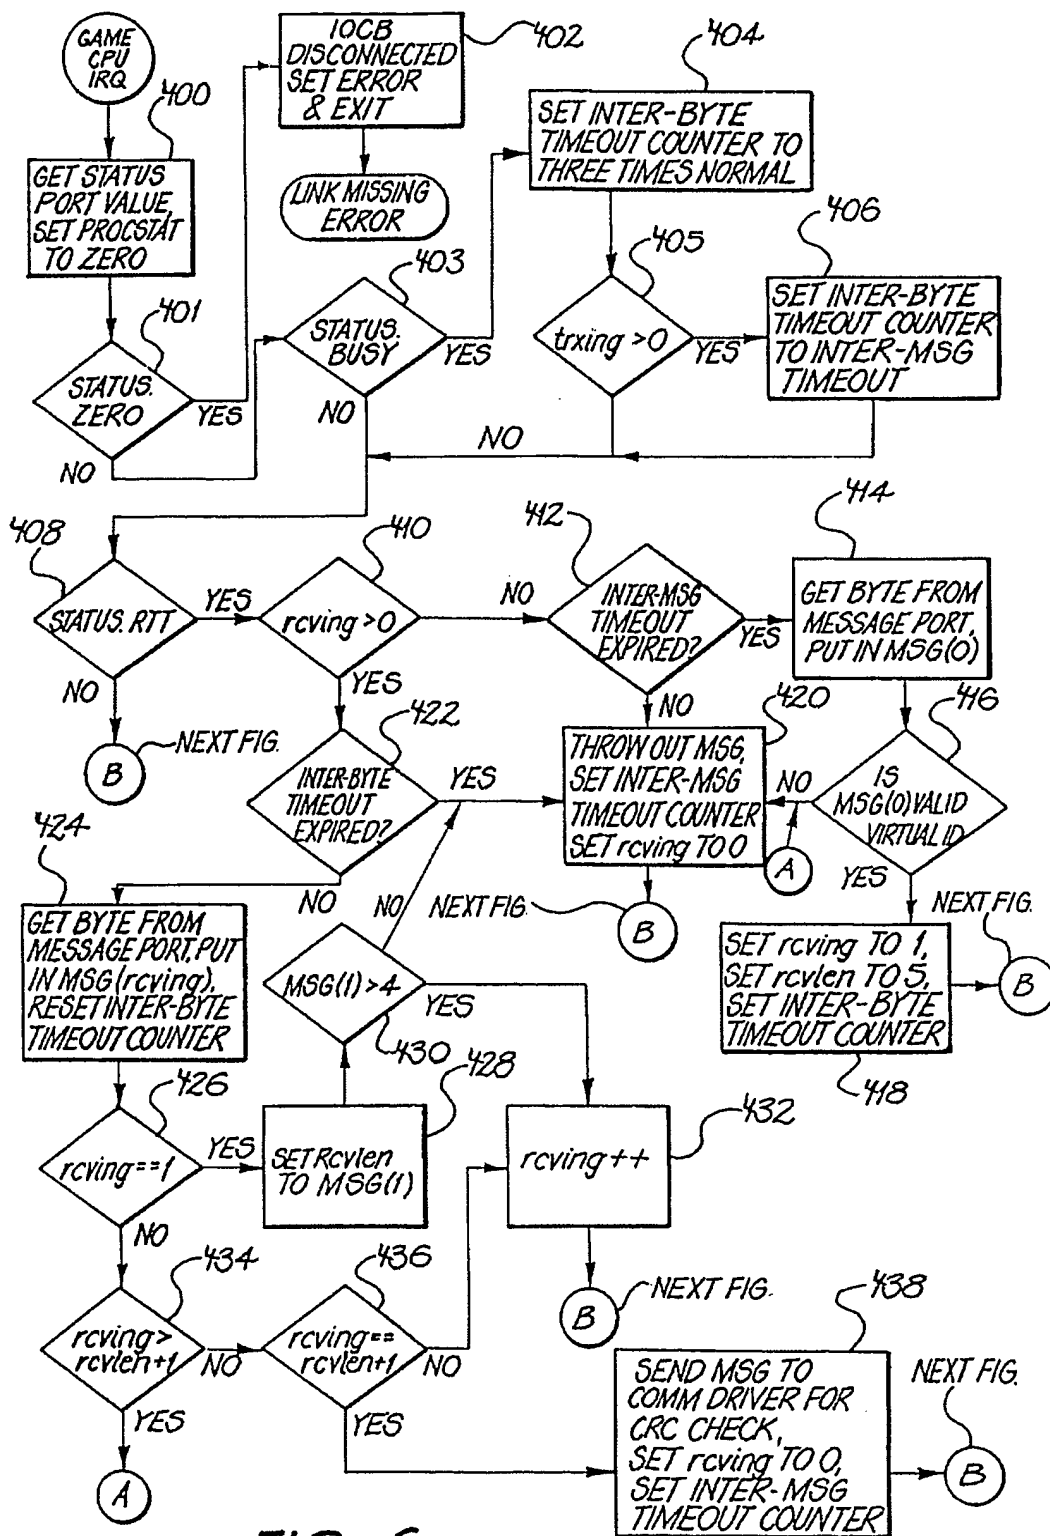 GAME
CPU
IRQ
400
GET STATUS
PORT VALUE,
SET PROCSTAT
TO ZERO
401
STATUS.
ZERO
YES
NO
IOCB
DISCONNECTED
SET ERROR
& EXIT
402
LINK MISSING
ERROR
403
STATUS.
BUSY
YES
NO
404
SET INTER-BYTE
TIMEOUT COUNTER TO
THREE TIMES NORMAL
405
trxing >0
YES
NO
406
SET INTER-BYTE
TIMEOUT COUNTER
TO INTER-MSG
TIMEOUT
408
STATUS. RTT
YES
NO
B
NEXT FIG.
410
rcving >0
NO
YES
412
INTER-MSG
TIMEOUT
EXPIRED?
YES
NO
414
GET BYTE FROM
MESSAGE PORT,
PUT IN MSG(0)
416
IS
MSG(0) VALID
VIRTUAL ID
NO
A
YES
418
SET rcving TO 1,
SET rcvlen TO 5,
SET INTER-BYTE
TIMEOUT COUNTER
NEXT FIG.
B
420
THROW OUT MSG,
SET INTER-MSG
TIMEOUT COUNTER
SET rcving TO 0
NEXT FIG.
B
422
INTER-BYTE
TIMEOUT
EXPIRED?
YES
NO
424
GET BYTE FROM
MESSAGE PORT, PUT
IN MSG(rcving).
RESET INTER-BYTE
TIMEOUT COUNTER
426
rcving==1
YES
NO
428
SET Rcvlen
TO MSG(1)
430
MSG(1)>4
NO
YES
432
rcving ++
B
NEXT FIG.
434
rcving >
rcvlen+1
NO
YES
A
436
rcving==
rcvlen+1
NO
YES
438
SEND MSG TO
COMM DRIVER FOR
CRC CHECK,
SET rcving TO 0,
SET INTER-MSG
TIMEOUT COUNTER
NEXT FIG.
B